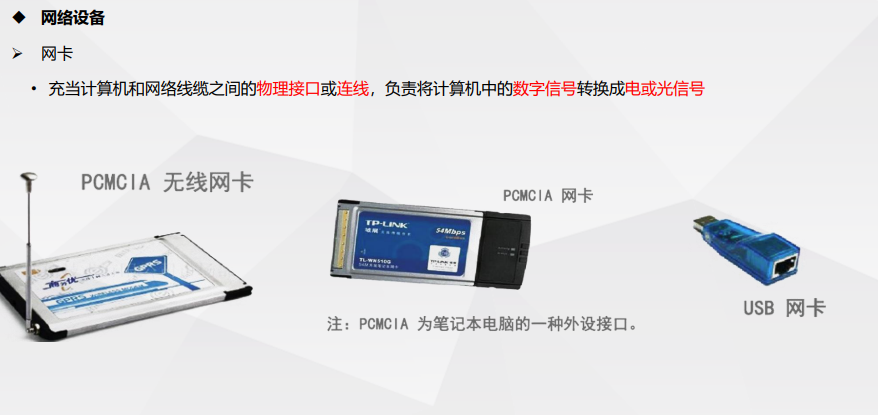 网络设备
网卡
充当计算机和网络线缆之间的物理接口或连线，负责将计算机中的数字信号转换成电或光信号
PCMCIA 无线网卡
PCMCIA 网卡
TP-LINK
54Mbps
TL-WN510G
GPRS
USB 网卡
注：PCMCIA 为笔记本电脑的一种外设接口。